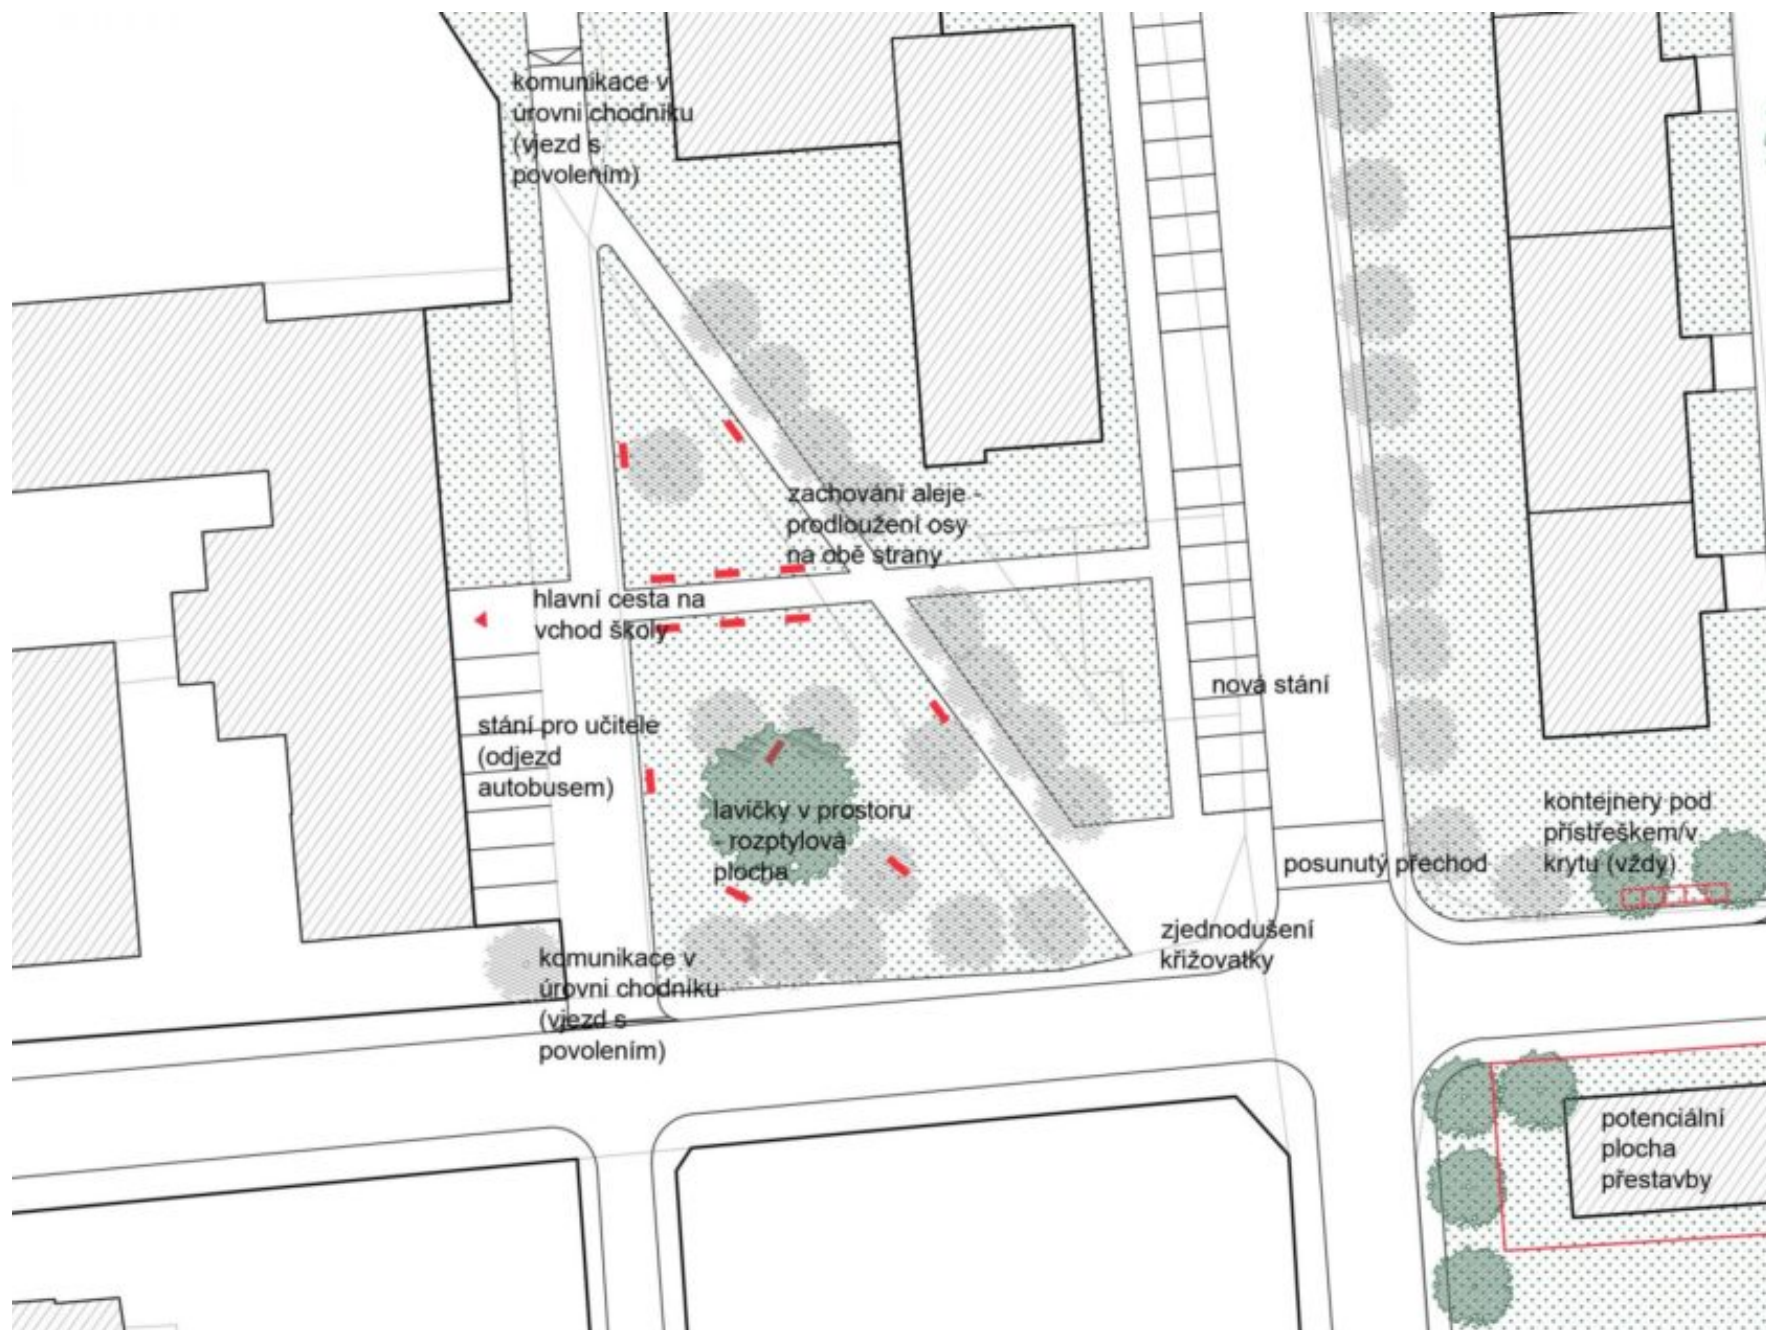 komunikace v
úrovni chodníku
(vjezd s
povolením)
zachování aleje -
prodloužení osy
na obě strany
hlavní cesta na
vchod školy
nová stání
stání pro učitele
(odjezd
autobusem)
lavičky v prostoru
- rozptylová
plocha
kontejnery pod
přístřeškem/v
krytu (vždy)
posunutý přechod
zjednodušení
křižovatky
komunikace v
úrovni chodníku
(vjezd s
povolením)
potenciální
plocha
přestavby